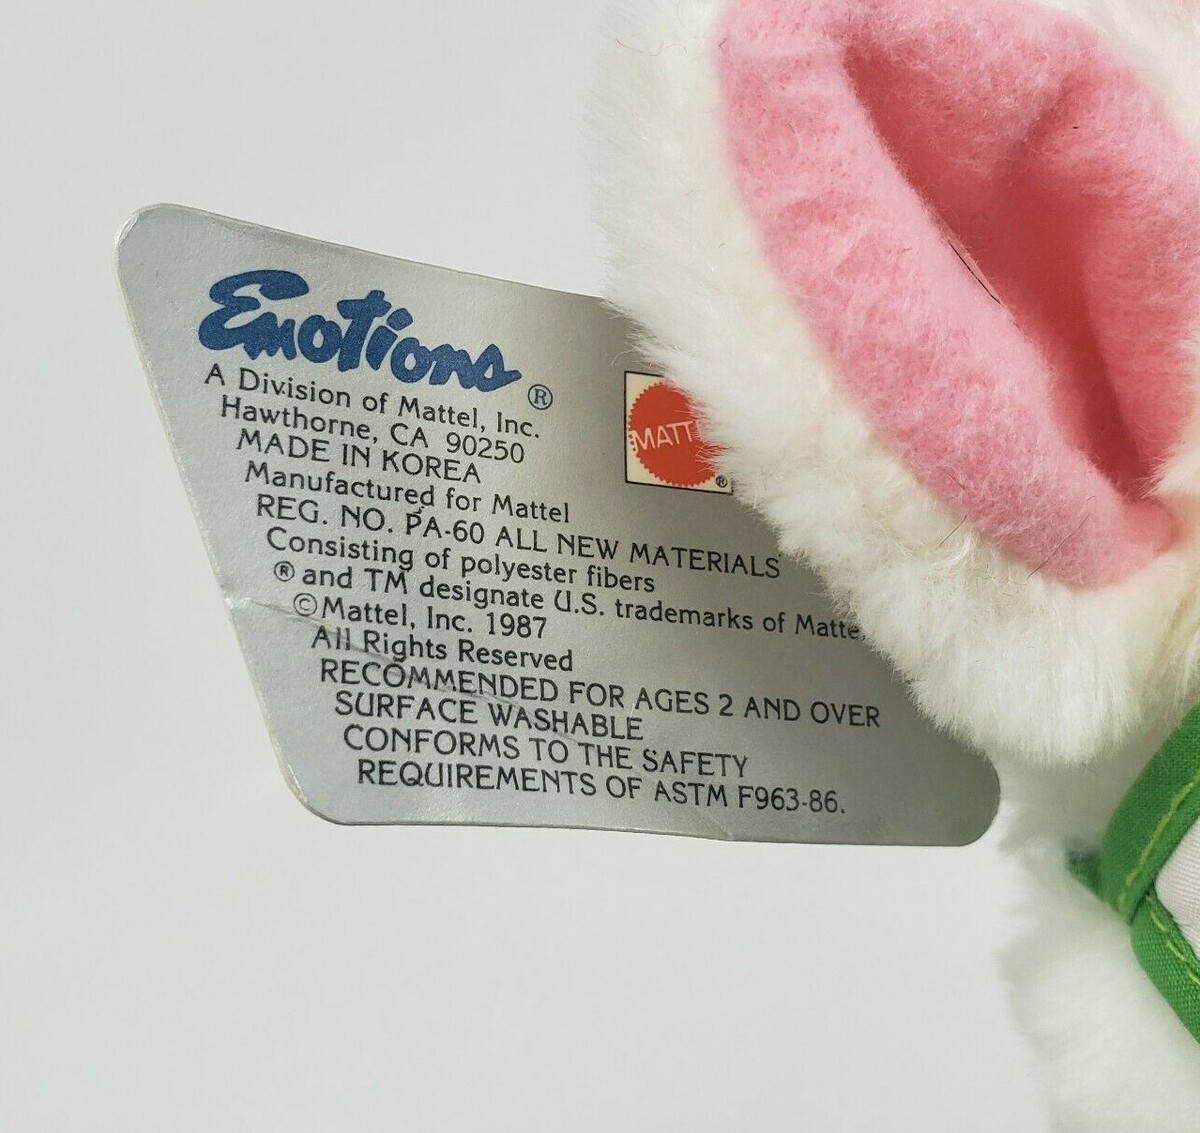 Emotions®
A Division of Mattel, Inc.
Hawthorne, CA 90250
MADE IN KOREA
Manufactured for Mattel
REG. NO. PA-60 ALL NEW MATERIALS
Consisting of polyester fibers
® and TM designate U.S. trademarks of Matte
©Mattel, Inc. 1987
All Rights Reserved
RECOMMENDED FOR AGES 2 AND OVER
SURFACE WASHABLE
CONFORMS TO THE SAFETY
REQUIREMENTS OF ASTM F963-86.
MATT
®